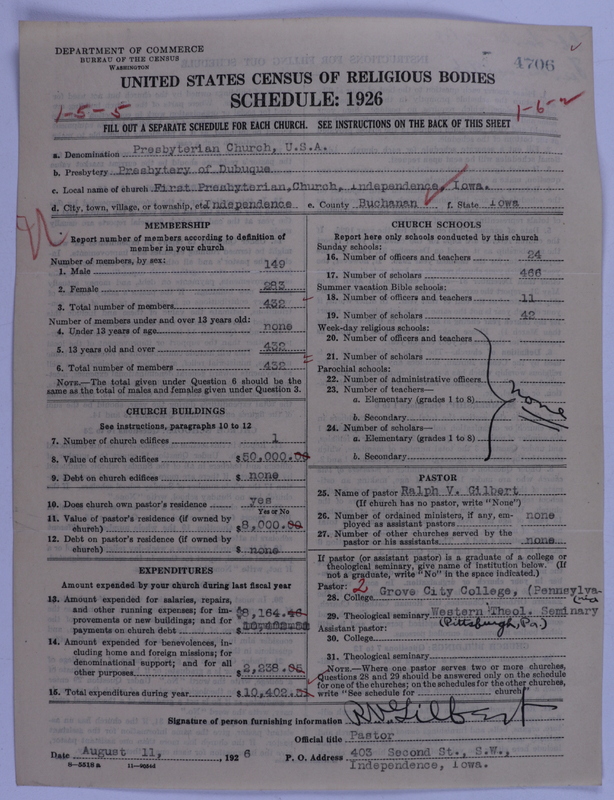 DEPARTMENT OF COMMERCE
BUREAU OF THE CENSUS
WASHINGTON
4706
UNITED STATES CENSUS OF RELIGIOUS BODIES
SCHEDULE: 1926
1-5-5
1-6-2
FILL OUT A SEPARATE SCHEDULE FOR EACH CHURCH. SEE INSTRUCTIONS ON THE BACK OF THIS SHEET
a. Denomination Presbyterian Church, U.S.A.
b. Presbytery Presbytery of Dubuque
c. Local name of church First Presbyterian, Church, Independence, Iowa.
d. City, town, village, or township, etc. Independence e. County Buchanan f. State Iowa
MEMBERSHIP
Report number of members according to definition of member in your church
Number of members, by sex:
1. Male 149
2. Female 283
3. Total number of members 432
Number of members under and over 13 years old:
4. Under 13 years of age none
5. 13 years old and over 432
6. Total number of members 432
NOTE.—The total given under Question 6 should be the same as the total of males and females given under Question 3.
CHURCH BUILDINGS
See instructions, paragraphs 10 to 12
7. Number of church edifices 1
8. Value of church edifices $50,000.00
9. Debt on church edifices $ none
10. Does church own pastor's residence yes
Yes or No
11. Value of pastor's residence (if owned by church) $8,000.00
12. Debt on pastor's residence (if owned by church) $ none
EXPENDITURES
Amount expended by your church during last fiscal year
13. Amount expended for salaries, repairs, and other running expenses; for improvements or new buildings; and for payments on church debt $8,164.46
14. Amount expended for benevolences, including home and foreign missions; for denominational support; and for all other purposes $2,238.
15. Total expenditures during year $10,402.
CHURCH SCHOOLS
Report here only schools conducted by this church
Sunday schools:
16. Number of officers and teachers 24
17. Number of scholars 466
Summer vacation Bible schools:
18. Number of officers and teachers 11
19. Number of scholars 42
Week-day religious schools:
20. Number of officers and teachers
21. Number of scholars
Parochial schools:
22. Number of administrative officers
23. Number of teachers—
a. Elementary (grades 1 to 8)
none
b. Secondary
24. Number of scholars—
a. Elementary (grades 1 to 8)
b. Secondary
PASTOR
25. Name of pastor Ralph V. Gilbert
(If church has no pastor, write "None")
26. Number of ordained ministers, if any, employed as assistant pastors none
27. Number of other churches served by the pastor or his assistants none
If pastor (or assistant pastor) is a graduate of a college or theological seminary, give name of institution below. (If not a graduate, write "No" in the space indicated.)
Pastor: 2
28. College Grove City College, (Pennsylva-
nia)
29. Theological seminary Western Theol. Seminary
(Pittsburgh, Pa.)
Assistant pastor:
30. College
31. Theological seminary
NOTE.—Where one pastor serves two or more churches, Questions 28 and 29 should be answered only on the schedule for one of the churches; on the schedules for the other churches, write "See schedule for church"
Signature of person furnishing information R.V. Gilbert
Official title Pastor
Date August 11, 1926 P. O. Address 403 Second St., S.W.,
Independence, Iowa.
8—5518a 11—9034d